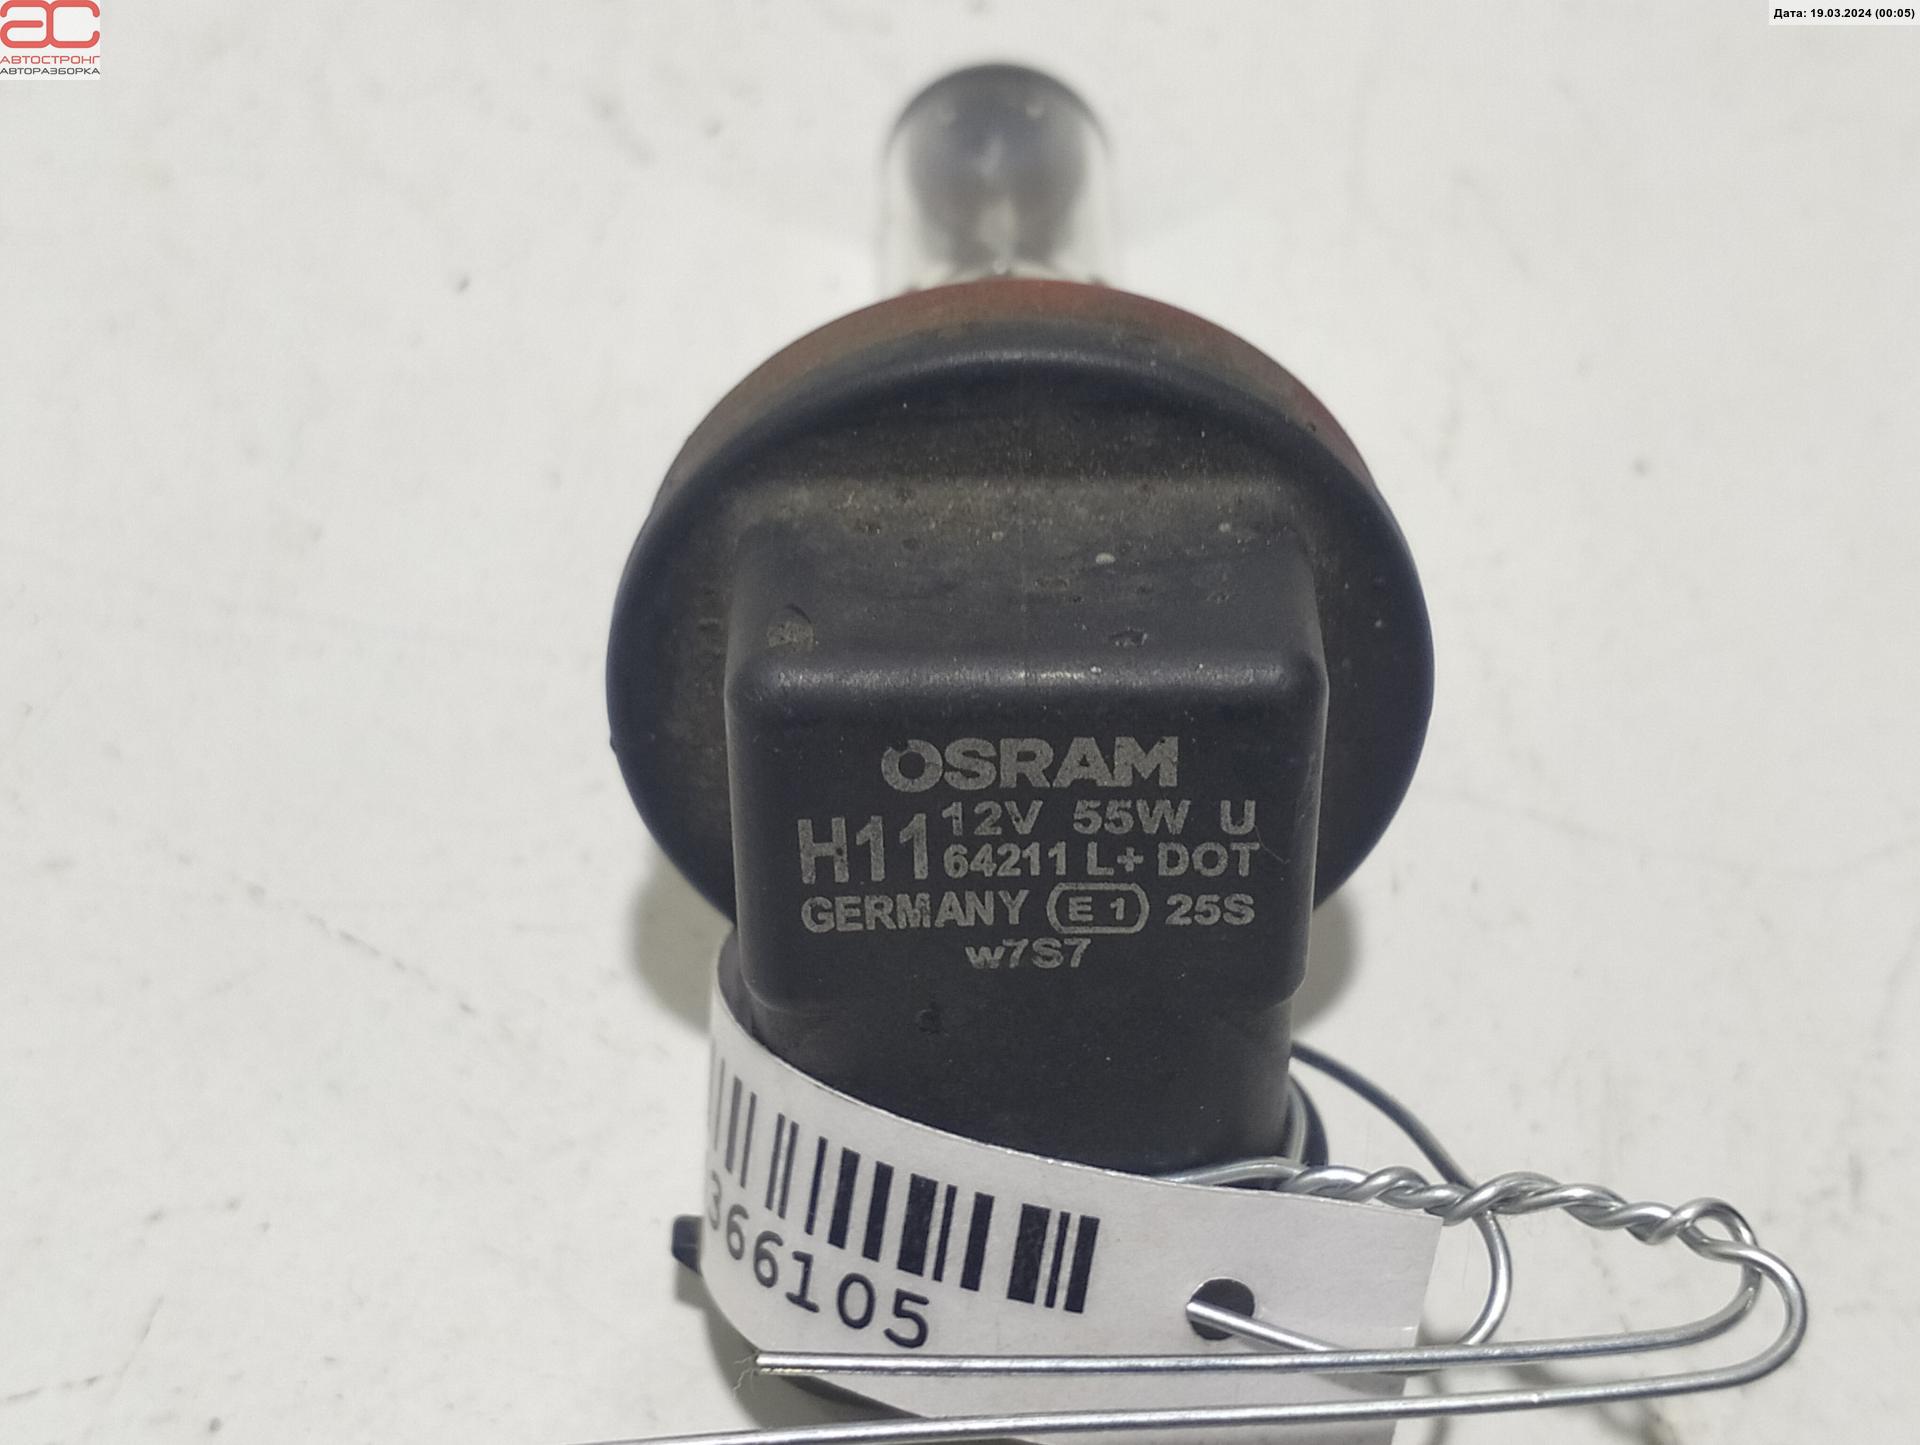 АВТОСТРОНГ
АВТОРАЗБОРКА
Дата: 19.03.2024 (00:05)
OSRAM
H11 12V 55W U
64211 L+ DOT
GERMANY E1 25S
w7S7
366105